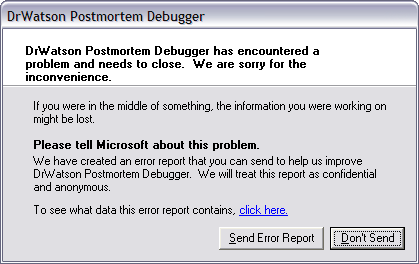 DrWatson Postmortem Debugger
DrWatson Postmortem Debugger has encountered a
problem and needs to close.  We are sorry for the
inconvenience.
If you were in the middle of something, the information you were working on
might be lost.
Please tell Microsoft about this problem.
We have created an error report that you can send to help us improve
DrWatson Postmortem Debugger.  We will treat this report as confidential
and anonymous.
To see what data this error report contains, click here.
Send Error Report
Don't Send